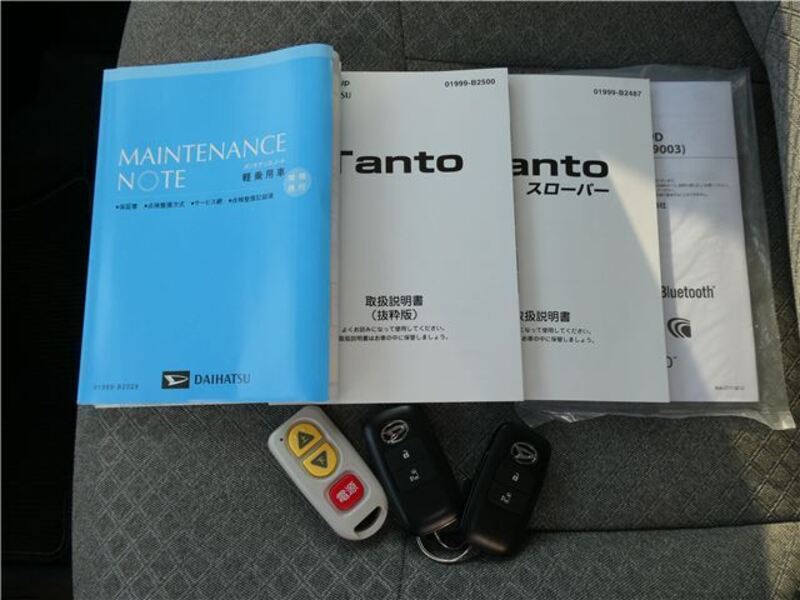 MAINTENANCE
NOTE
メンテナンスノート
軽乗用車
•保証書 •点検整備方式 •サービス網 •点検整備記録簿
01999-B2029
DAIHATSU
01999-B2500
Tanto
取扱説明書
(抜粋版)
よくお読みになって使用してください。
取扱説明書はお車の中に保管しましょう。
01999-B2487
anto
スローパー
取扱説明書
になって使用してください。
はお車の中に保管しましょう。
9003)
Bluetooth
電源